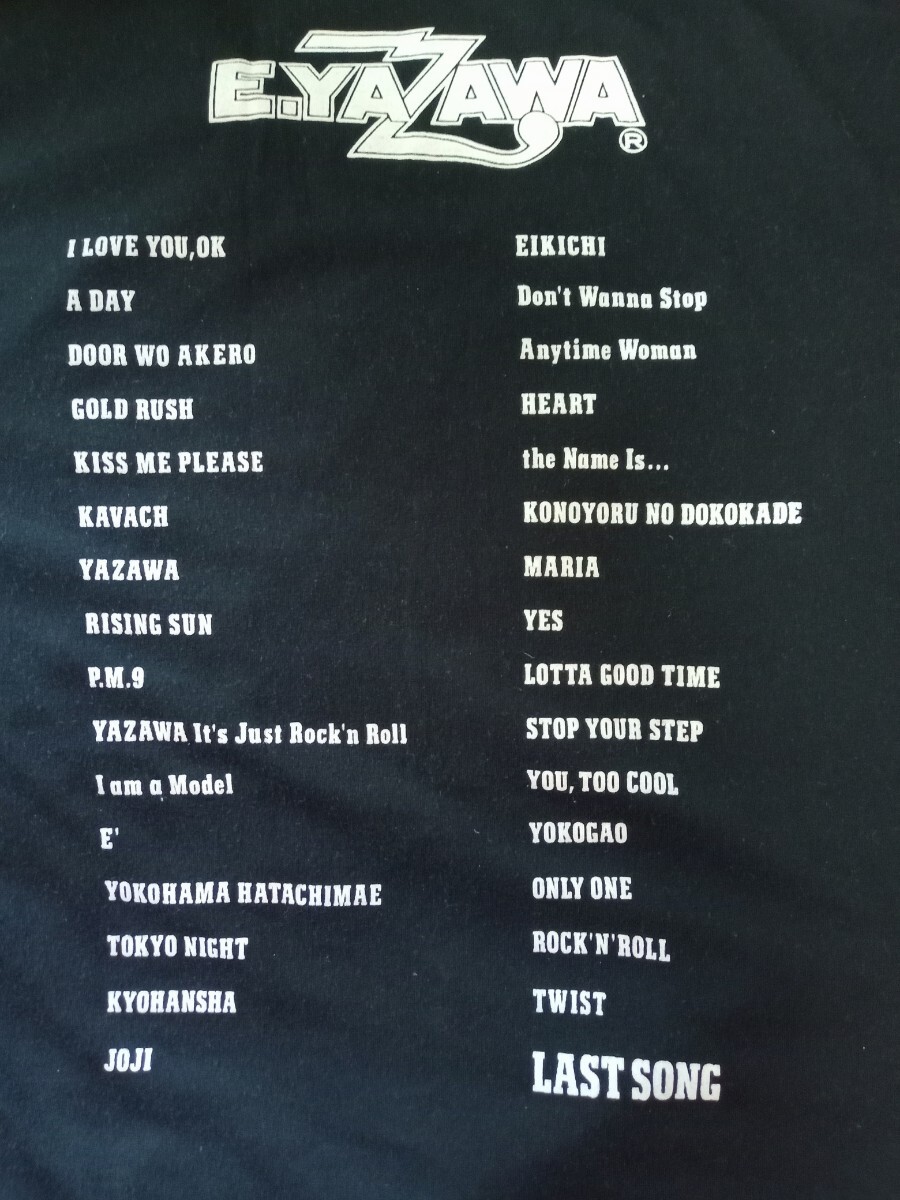 E.YAZAWA
®
I LOVE YOU,OK
A DAY
DOOR WO AKERO
GOLD RUSH
KISS ME PLEASE
KAVACH
YAZAWA
RISING SUN
P.M.9
YAZAWA It's Just Rock'n Roll
I am a Model
E'
YOKOHAMA HATACHIMAE
TOKYO NIGHT
KYOHANSHA
JOJI
EIKICHI
Don't Wanna Stop
Anytime Woman
HEART
the Name Is...
KONOYORU NO DOKOKADE
MARIA
YES
LOTTA GOOD TIME
STOP YOUR STEP
YOU, TOO COOL
YOKOGAO
ONLY ONE
ROCK'N'ROLL
TWIST
LAST SONG